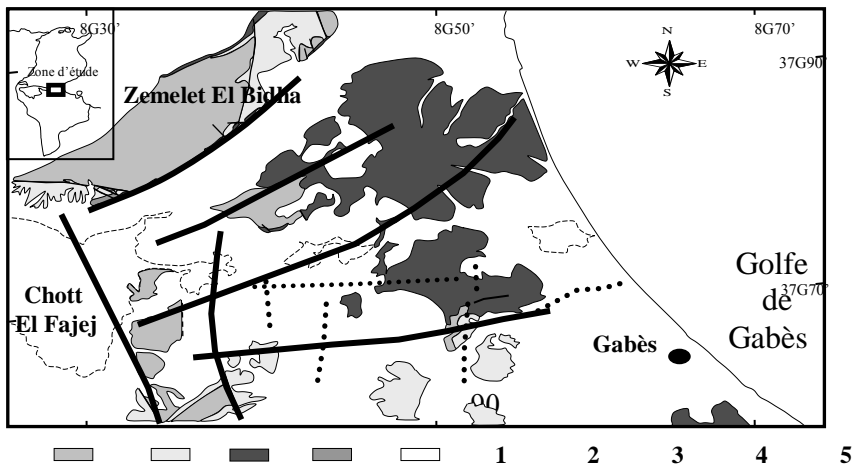 8G30’ 8G50’ 8G70’
N
Zone d’étude
37G90’
W E
S
Zemelet El Bidha
Golfe
de
Gabès
37G70’
Chott
El Fajej
Gabès
1 2 3 4 5